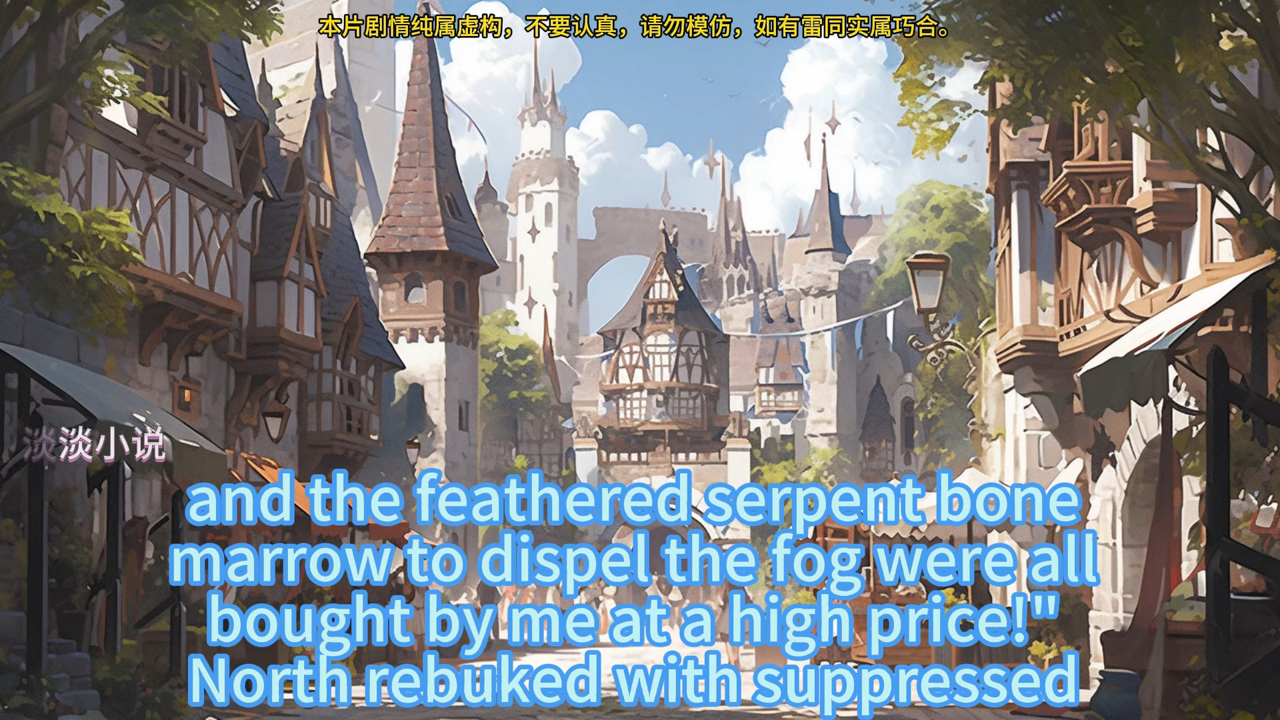 本片剧情纯属虚构，不要认真，请勿模仿，如有雷同实属巧合。
淡淡小说
and the feathered serpent bone
marrow to dispel the fog were all
bought by me at a high price!"
North rebuked with suppressed